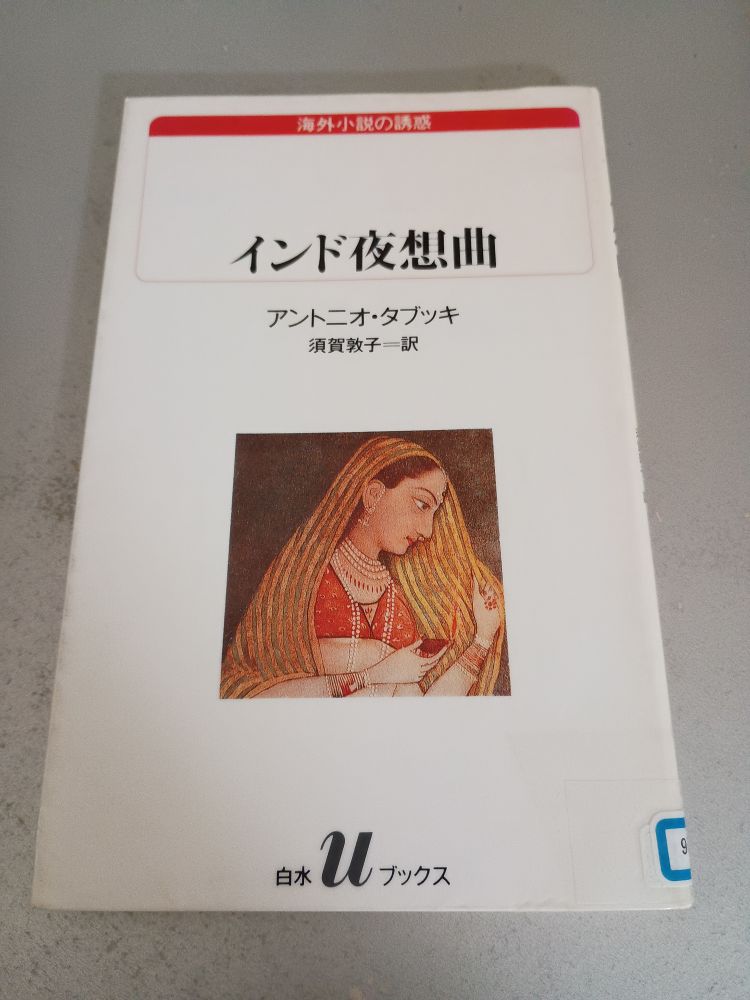 海外小説の誘惑
インド夜想曲
アントニオ・タブッキ
須賀敦子＝訳
白水 u ブックス
9